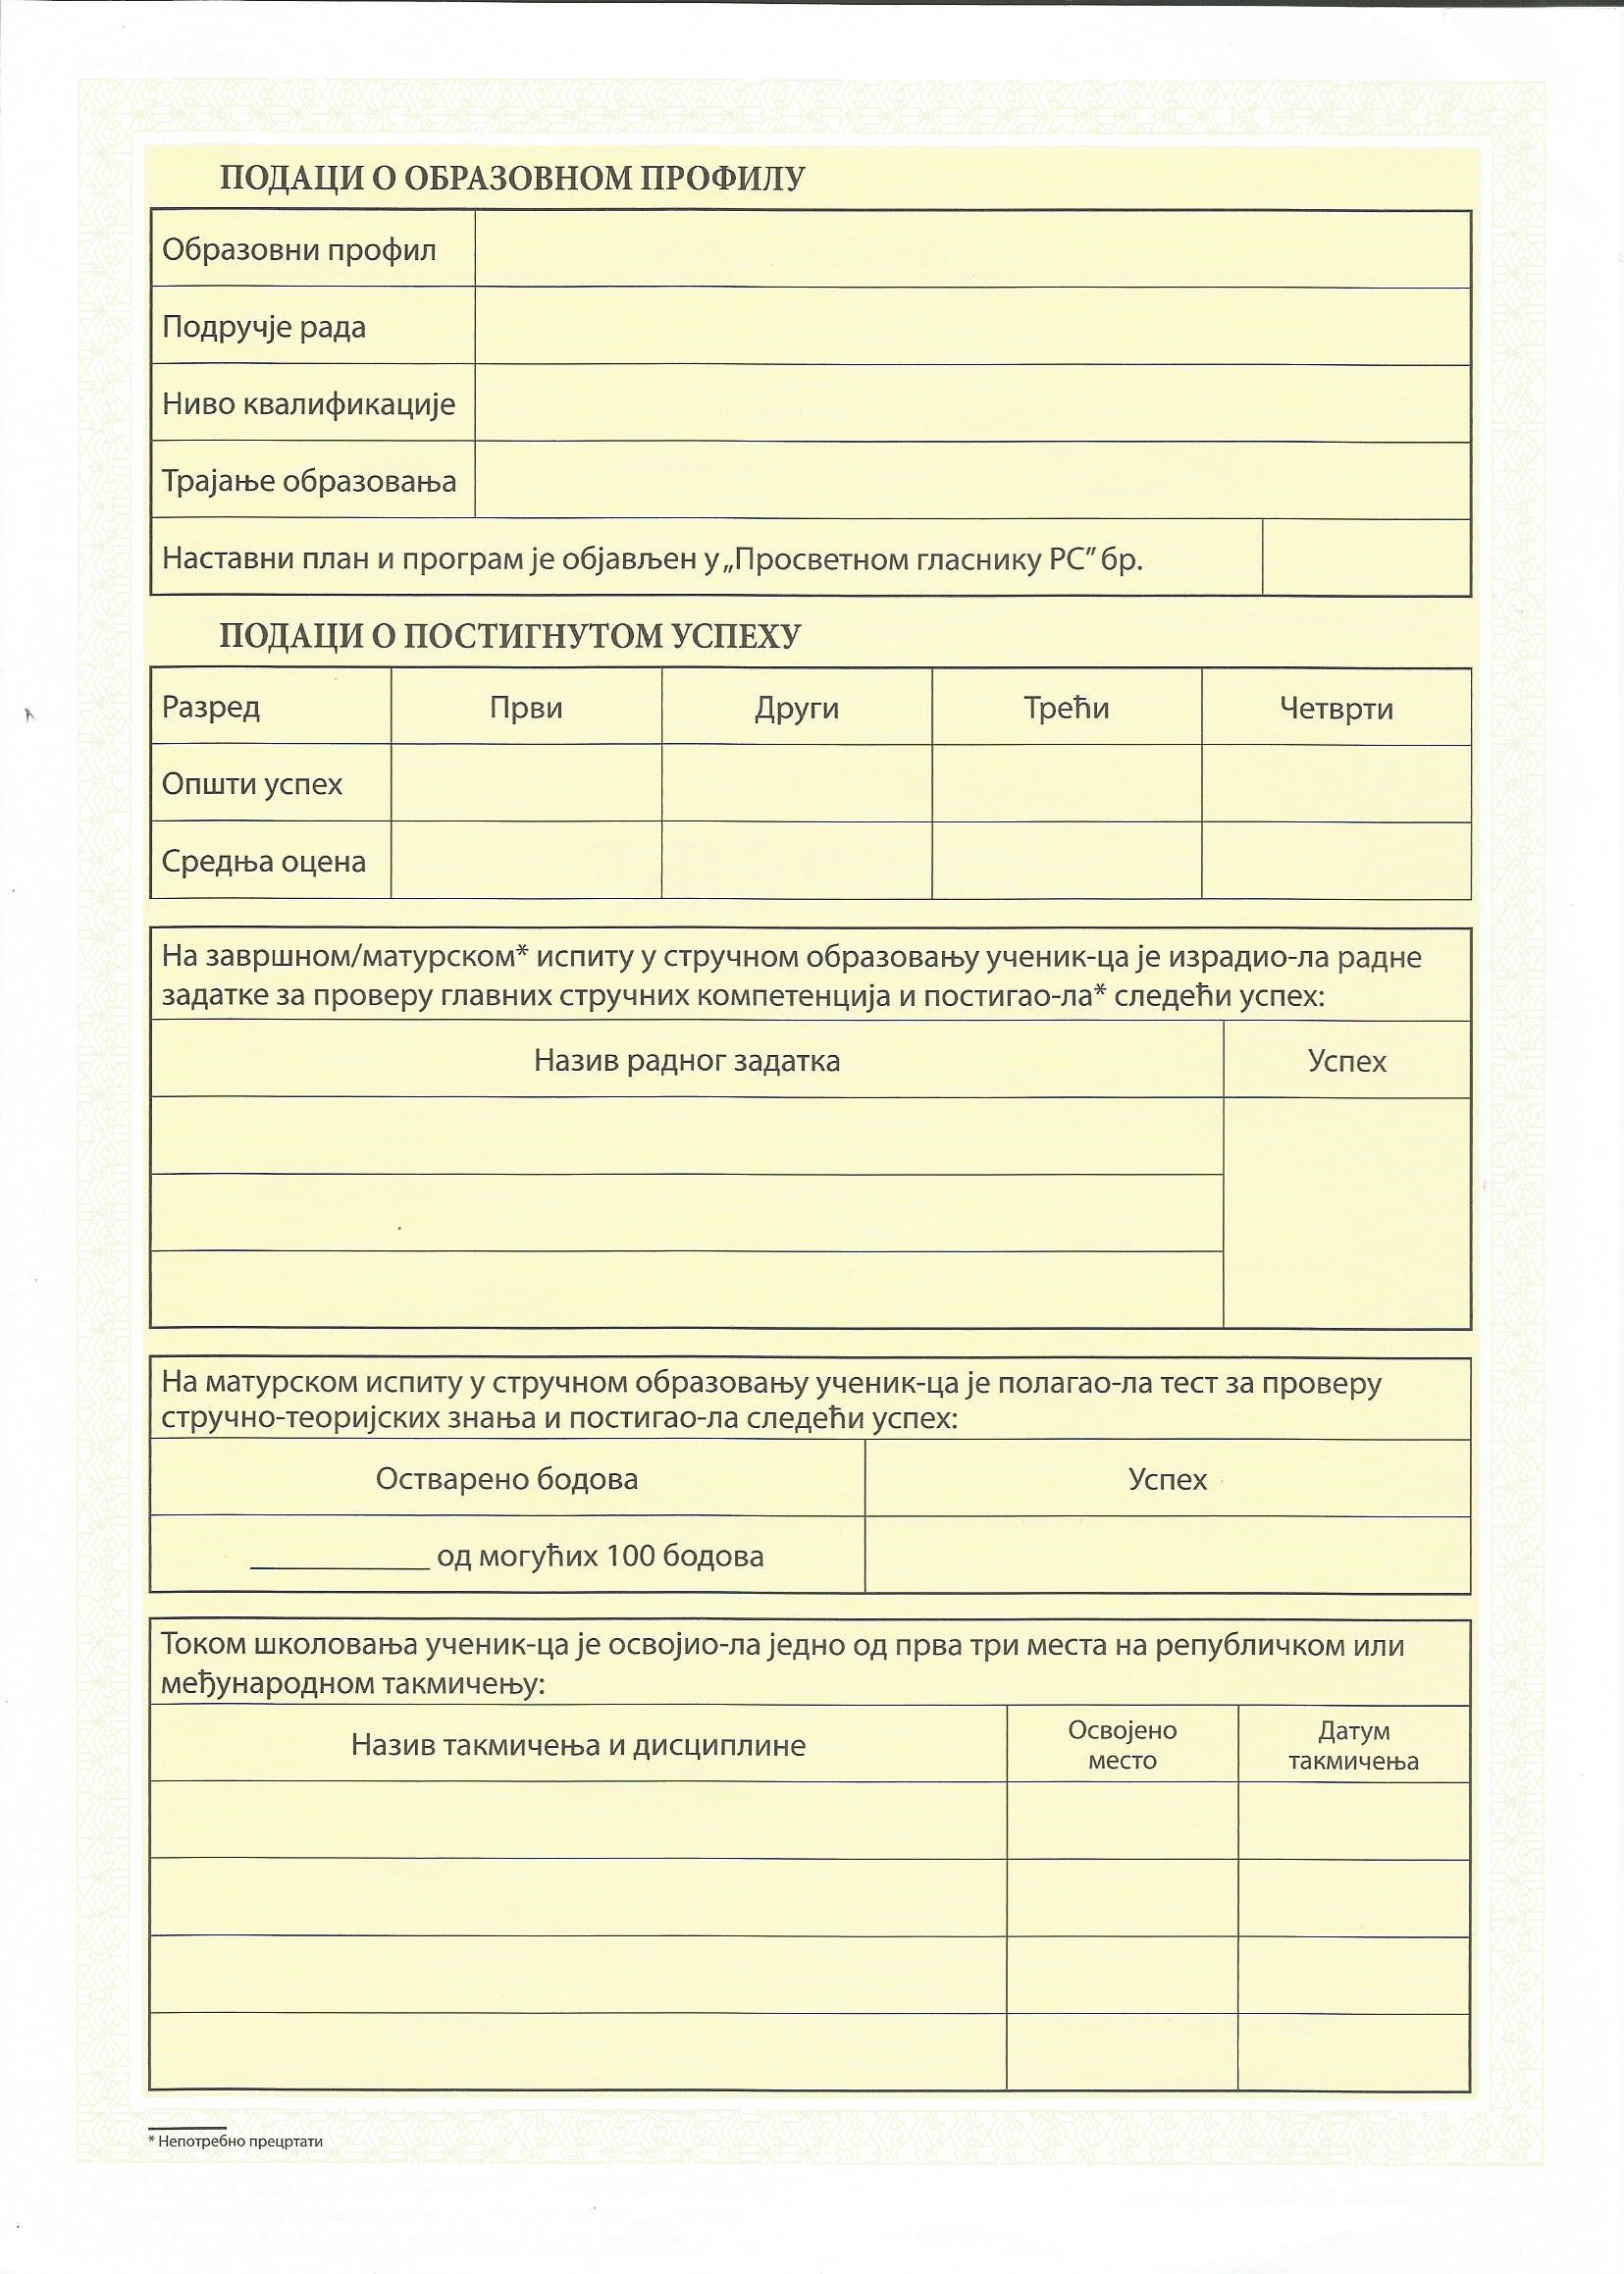 ПОДАЦИ О ОБРАЗОВНОМ ПРОФИЛУ
Образовни профил
Подручје рада
Ниво квалификације
Трајање образовања
Наставни план и програм је објављен у „Просветном гласнику РС” бр.
ПОДАЦИ О ПОСТИГНУТОМ УСПЕХУ
Разред Први Други Трећи Четврти
Општи успех
Средња оцена
На завршном/матурском* испиту у стручном образовању ученик-ца је израдио-ла радне
задатке за проверу главних стручних компетенција и постигао-ла* следећи успех:
Назив радног задатка Успех
На матурском испиту у стручном образовању ученик-ца је полагао-ла тест за проверу
стручно-теоријских знања и постигао-ла следећи успех:
Остварено бодова Успех
____________ од могућих 100 бодова
Током школовања ученик-ца је освојио-ла једно од прва три места на републичком или
међународном такмичењу:
Назив такмичења и дисциплине
Освојено
место
Датум
такмичења
* Непотребно прецртати